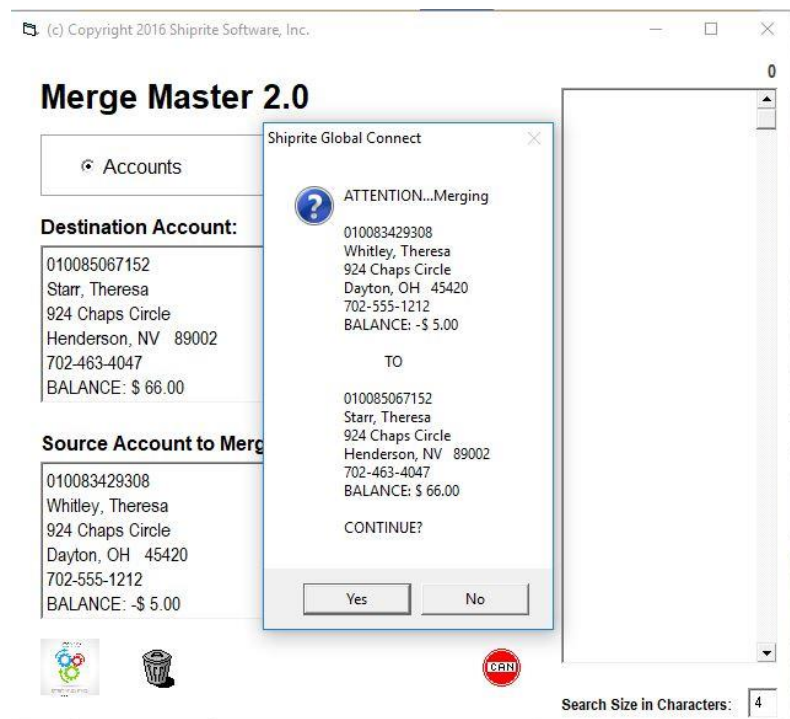 (c) Copyright 2016 Shiprite Software, Inc.
0
Merge Master 2.0
Accounts
Destination Account:
010085067152
Starr, Theresa
924 Chaps Circle
Henderson, NV 89002
702-463-4047
BALANCE: $ 66.00
Source Account to Merg
010083429308
Whitley, Theresa
924 Chaps Circle
Dayton, OH 45420
702-555-1212
BALANCE: -$ 5.00
Shiprite Global Connect
ATTENTION...Merging
010083429308
Whitley, Theresa
924 Chaps Circle
Dayton, OH 45420
702-555-1212
BALANCE: -$ 5.00
TO
010085067152
Starr, Theresa
924 Chaps Circle
Henderson, NV 89002
702-463-4047
BALANCE: $ 66.00
CONTINUE?
Yes
No
CAN
Search Size in Characters: 4